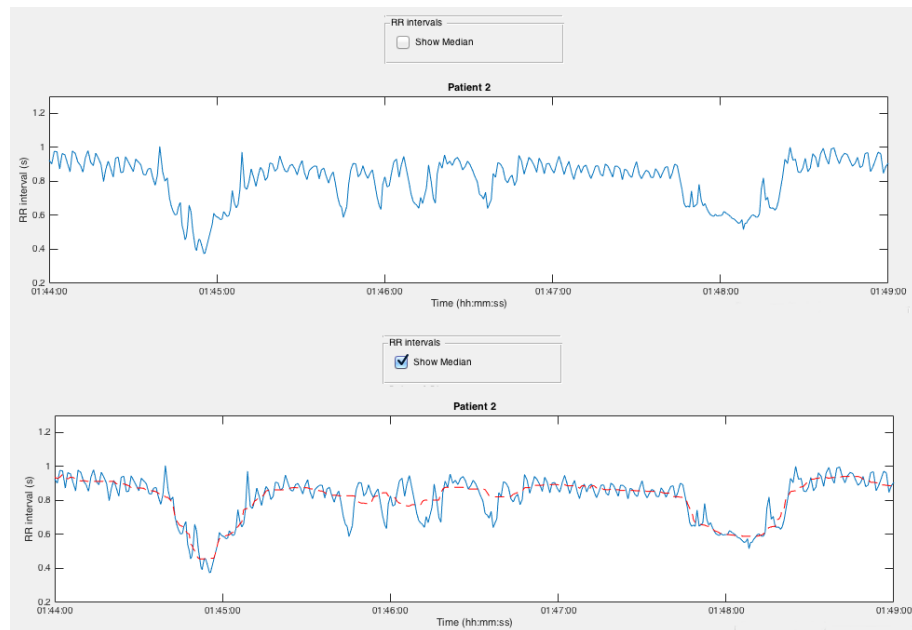 RR intervals
Show Median
Patient 2
1.2
1
0.8
0.6
0.4
0.2
RR interval (s)
01:44:00 01:45:00 01:46:00 01:47:00 01:48:00 01:49:00
Time (hh:mm:ss)
RR intervals
Show Median
Patient 2
1.2
1
0.8
0.6
0.4
0.2
RR interval (s)
01:44:00 01:45:00 01:46:00 01:47:00 01:48:00 01:49:00
Time (hh:mm:ss)